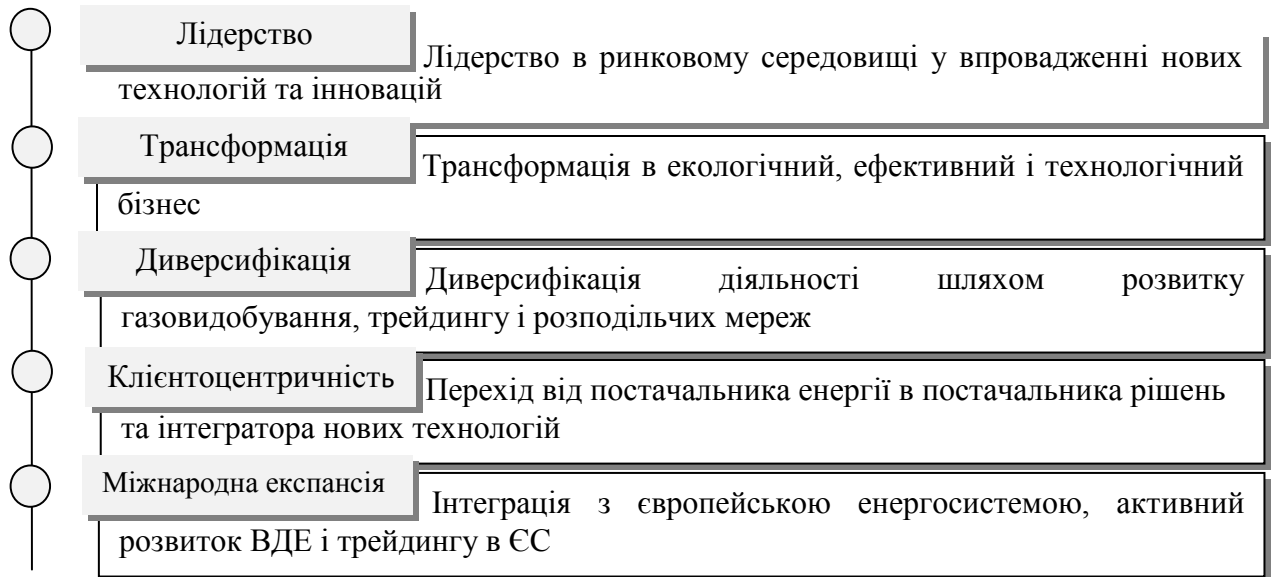 Лідерство
Лідерство в ринковому середовищі у впровадженні нових
технологій та інновацій
Трансформація
Трансформація в екологічний, ефективний і технологічний
бізнес
Диверсифікація
Диверсифікація діяльності шляхом розвитку
газовидобування, трейдингу і розподільчих мереж
Клієнтоцентричність
Перехід від постачальника енергії в постачальника рішень
та інтегратора нових технологій
Міжнародна експансія
Інтеграція з європейською енергосистемою, активний
розвиток ВДЕ і трейдингу в ЄС